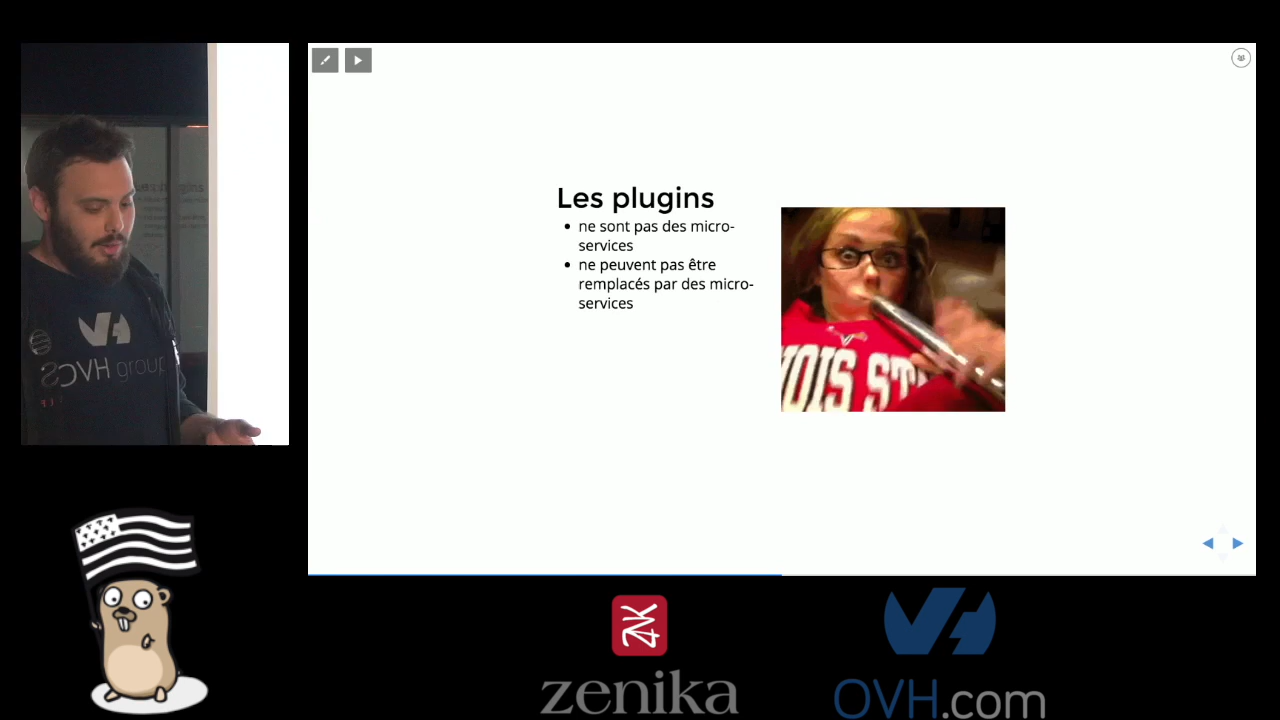 Les plugins
ne sont pas des micro-
services
ne peuvent pas être
remplacés par des micro-
services
OVH group
NOIS ST
zenika
OVH.com